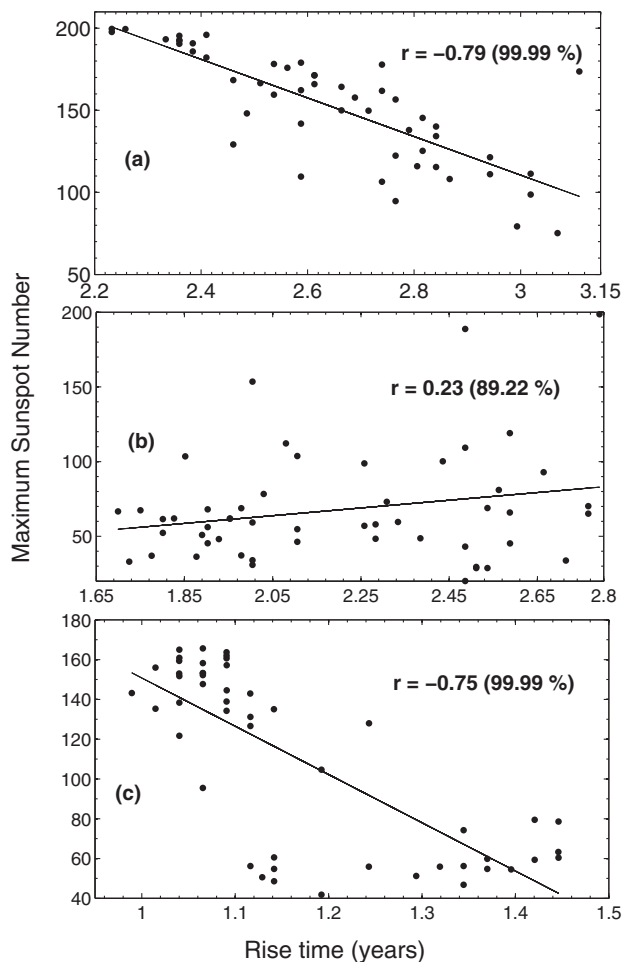 200
150
100
50
r = −0.79 (99.99 %)
(a)
2.2 2.4 2.6 2.8 3 3.15
Maximum Sunspot Number
200
150
100
50
0
r = 0.23 (89.22 %)
(b)
1.65 1.85 2.05 2.25 2.45 2.65 2.8
180
160
140
120
100
80
60
40
r = −0.75 (99.99 %)
(c)
1 1.1 1.2 1.3 1.4 1.5
Rise time (years)